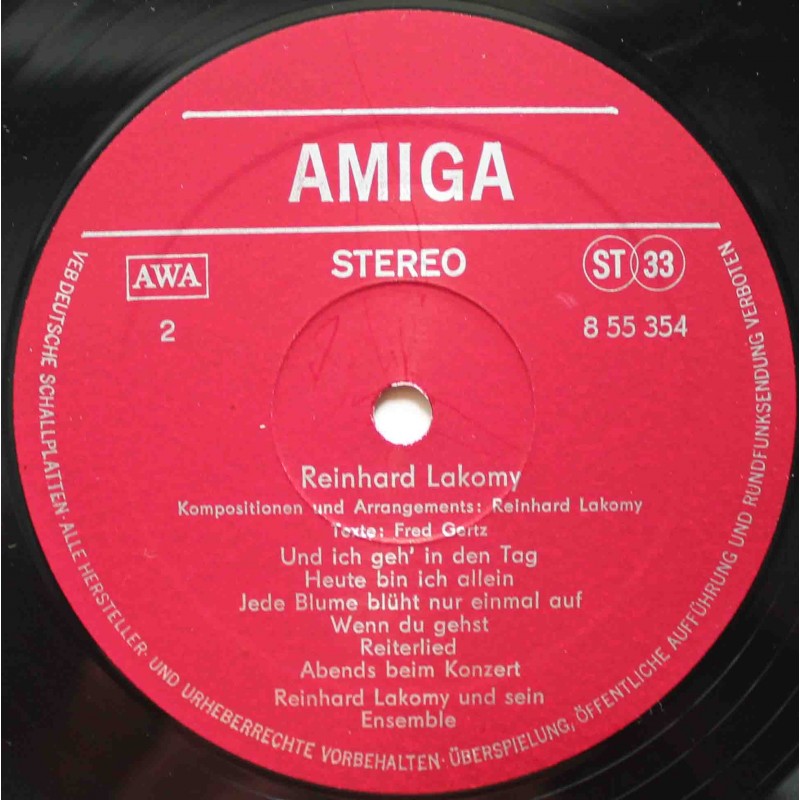 AMIGA
AWA
STEREO
ST 33
2
8 55 354
Reinhard Lakomy
Kompositionen und Arrangements: Reinhard Lakomy
Texte: Fred Gertz
Und ich geh' in den Tag
Heute bin ich allein
Jede Blume blüht nur einmal auf
Wenn du gehst
Reiterlied
Abends beim Konzert
Reinhard Lakomy und sein
Ensemble
VEB DEUTSCHE SCHALLPLATTEN · ALLE HERSTELLER- UND URHEBERRECHTE VORBEHALTEN · ÜBERSPIELUNG, ÖFFENTLICHE AUFFÜHRUNG UND RUNDFUNKSENDUNG VERBOTEN